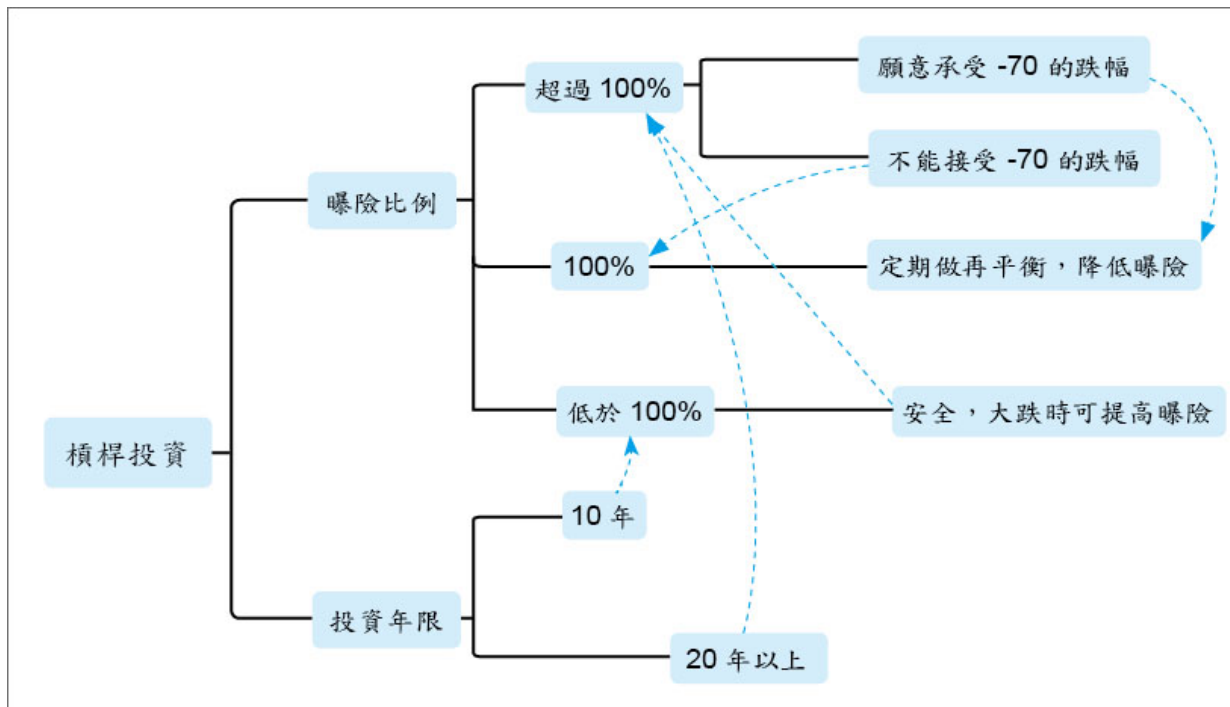 願意承受 -70 的跌幅
超過 100%
不能接受 -70 的跌幅
曝險比例
100%
定期做再平衡，降低曝險
低於 100%
安全，大跌時可提高曝險
槓桿投資
10 年
投資年限
20 年以上